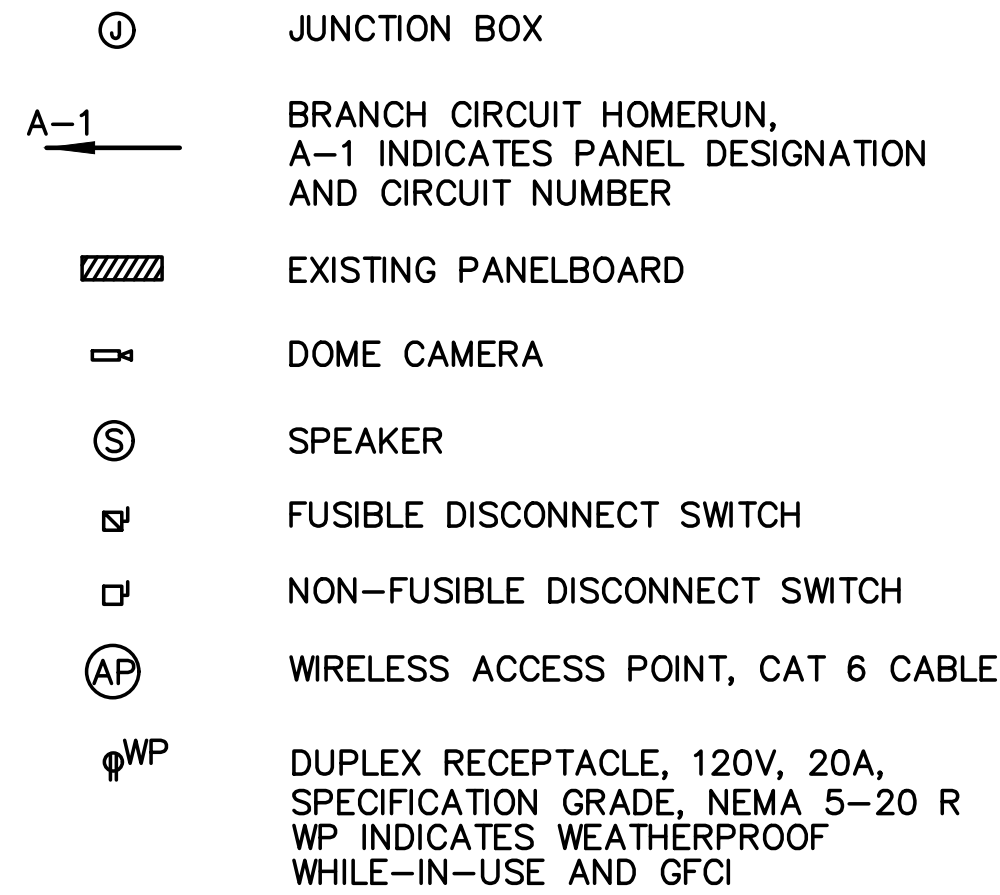 J JUNCTION BOX
A-1 BRANCH CIRCUIT HOMERUN,
A-1 INDICATES PANEL DESIGNATION
AND CIRCUIT NUMBER
EXISTING PANELBOARD
DOME CAMERA
S SPEAKER
FUSIBLE DISCONNECT SWITCH
NON-FUSIBLE DISCONNECT SWITCH
AP WIRELESS ACCESS POINT, CAT 6 CABLE
WP DUPLEX RECEPTACLE, 120V, 20A,
SPECIFICATION GRADE, NEMA 5-20 R
WP INDICATES WEATHERPROOF
WHILE-IN-USE AND GFCI